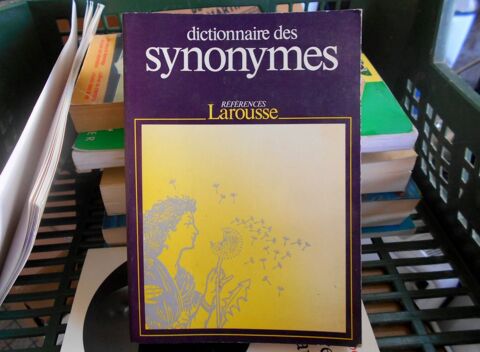 dictionnaire des
synonymes
RÉFÉRENCES
Larousse